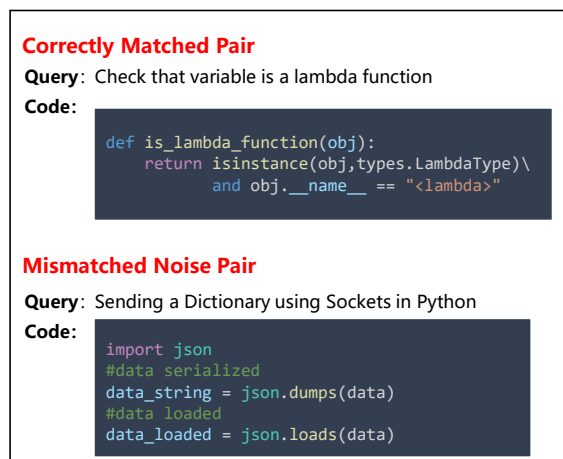 Correctly Matched Pair
Query: Check that variable is a lambda function
Code:
def is_lambda_function(obj):
    return isinstance(obj,types.LambdaType)\
           and obj.__name__ == "<lambda>"
Mismatched Noise Pair
Query: Sending a Dictionary using Sockets in Python
Code:
import json
#data serialized
data_string = json.dumps(data)
#data loaded
data_loaded = json.loads(data)